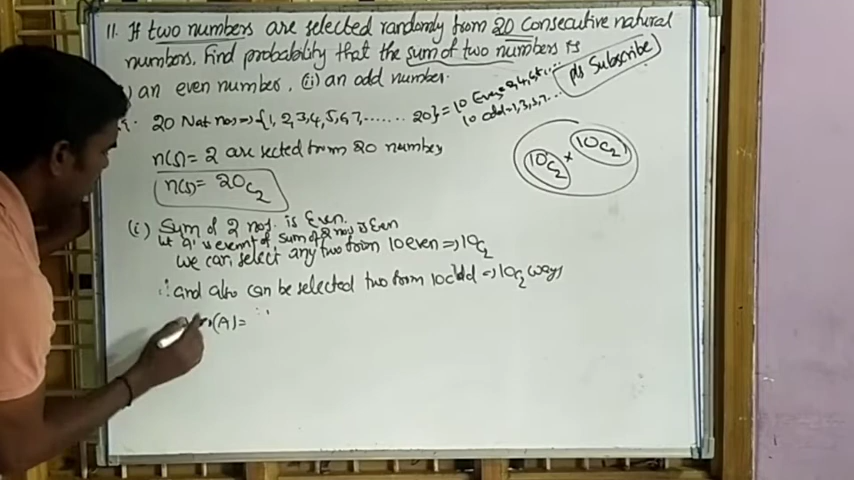 11. If two numbers are selected randomly from 20 consecutive natural
numbers. Find probability that the sum of two numbers is
an even number. (ii) an odd number.
pls Subscribe
20 Nat nos => {1, 2, 3, 4, 5, 6, 7, ....... 20} = 10 Even = 2, 4, 6, ....
10 odd = 1, 3, 5, 7...
n(s) = 2 are sected from 20 number
10C2 × 10C2
n(s) = 20C2
(i) Sum of 2 nos. is Even.
let 'A' is evernt of sum of 2 nos is Even
we can select any two from 10 even => 10C2
∴ and also can be selected two from 10 odd => 10C2 ways
(A) =